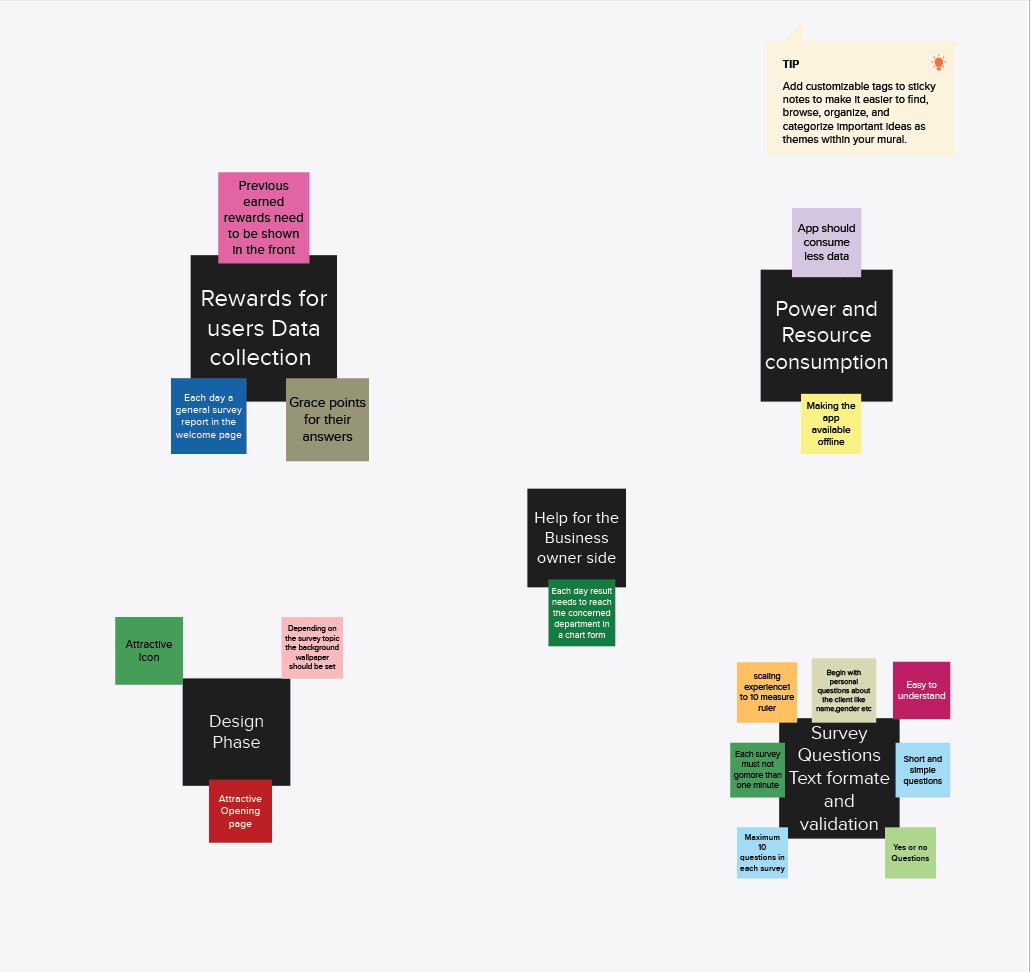 TIP
Add customizable tags to sticky
notes to make it easier to find,
browse, organize, and
categorize important ideas as
themes within your mural.
Previous
earned
rewards need
to be shown
in the front
Rewards for
users Data
collection
Each day a
general survey
report in the
welcome page
Grace points
for their
answers
App should
consume
less data
Power and
Resource
consumption
Making the
app
available
offline
Help for the
Business
owner side
Each day result
needs to reach
the concerned
department in
a chart form
Attractive
Icon
Depending on
the survey topic
the background
wallpaper
should be set
Design
Phase
Attractive
Opening
page
scaling
experience1
to 10 measure
ruler
Begin with
personal
questions about
the client like
name,gender etc
Easy to
understand
Each survey
must not
gomore than
one minute
Survey
Questions
Text formate
and
validation
Short and
simple
questions
Maximum
10
questions in
each survey
Yes or no
Questions